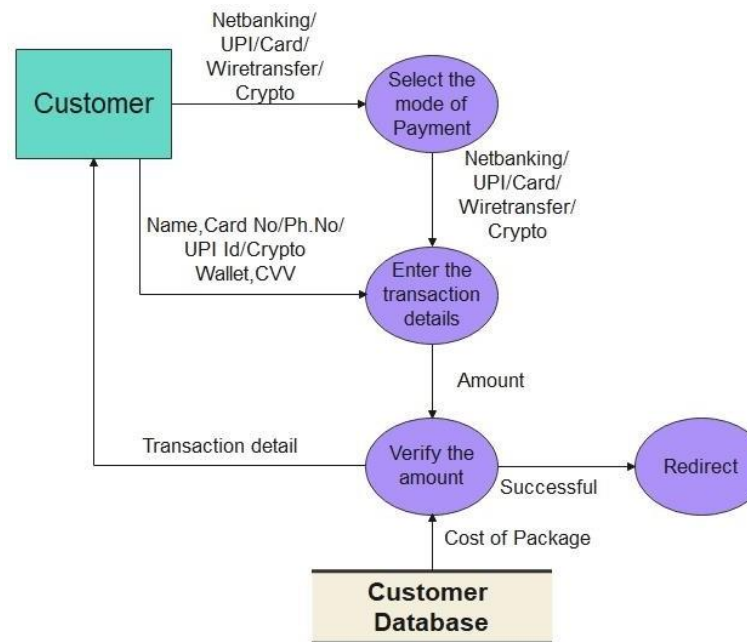 Netbanking/
UPI/Card/
Wiretransfer/
Crypto
Customer
Select the
mode of
Payment
Netbanking/
UPI/Card/
Wiretransfer/
Crypto
Name,Card No/Ph.No/
UPI Id/Crypto
Wallet,CVV
Enter the
transaction
details
Amount
Transaction detail
Verify the
amount
Successful
Redirect
Cost of Package
Customer
Database